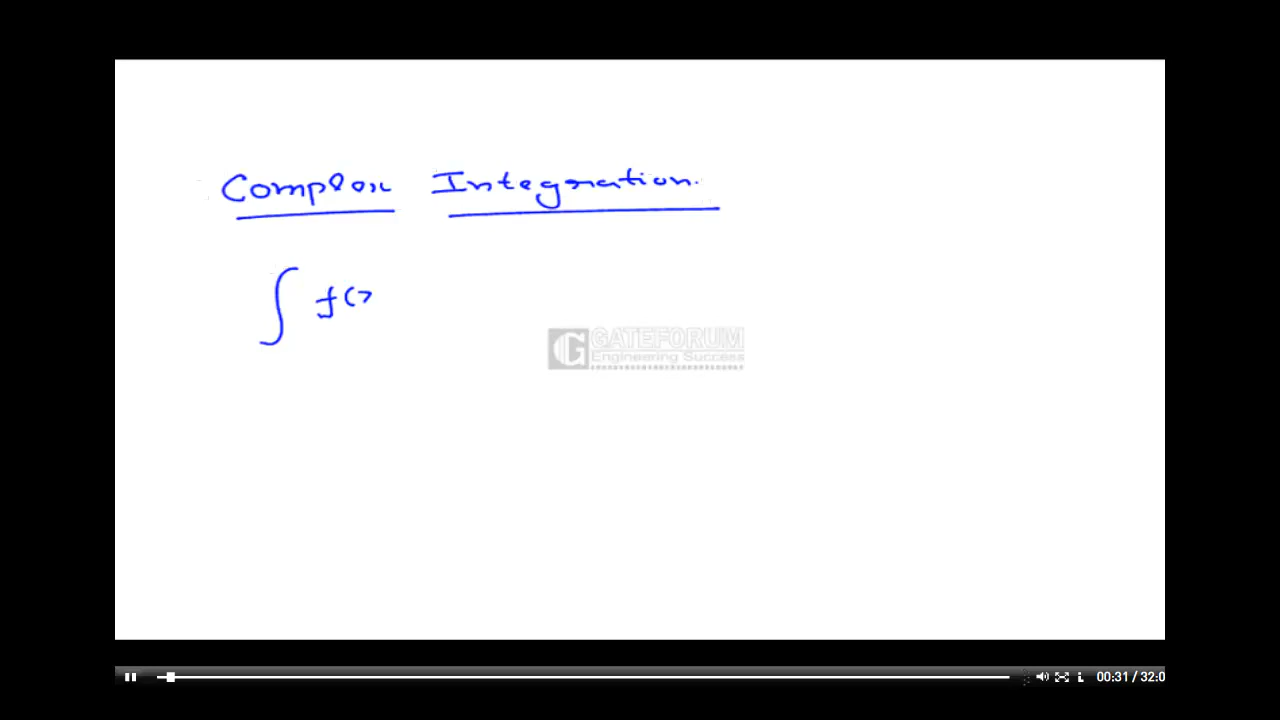 Complex Integration.
∫ f(z
GATEFORUM
Engineering Success
00:31 / 32:0